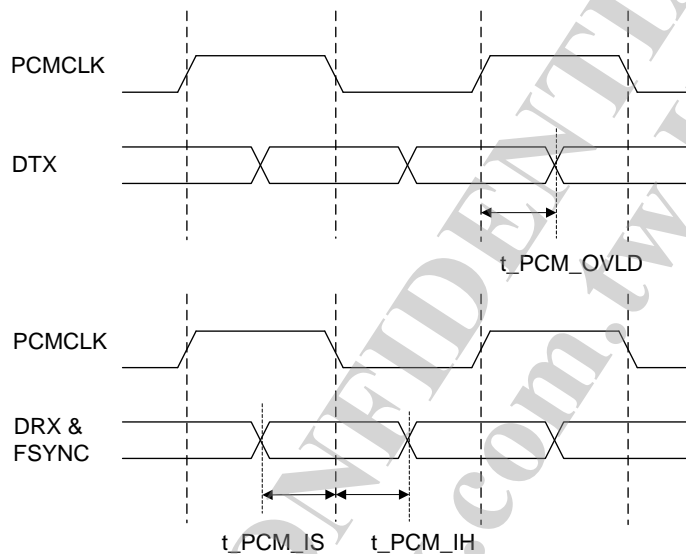 PCMCLK
DTX
t_PCM_OVLD
PCMCLK
DRX &
FSYNC
t_PCM_IS
t_PCM_IH